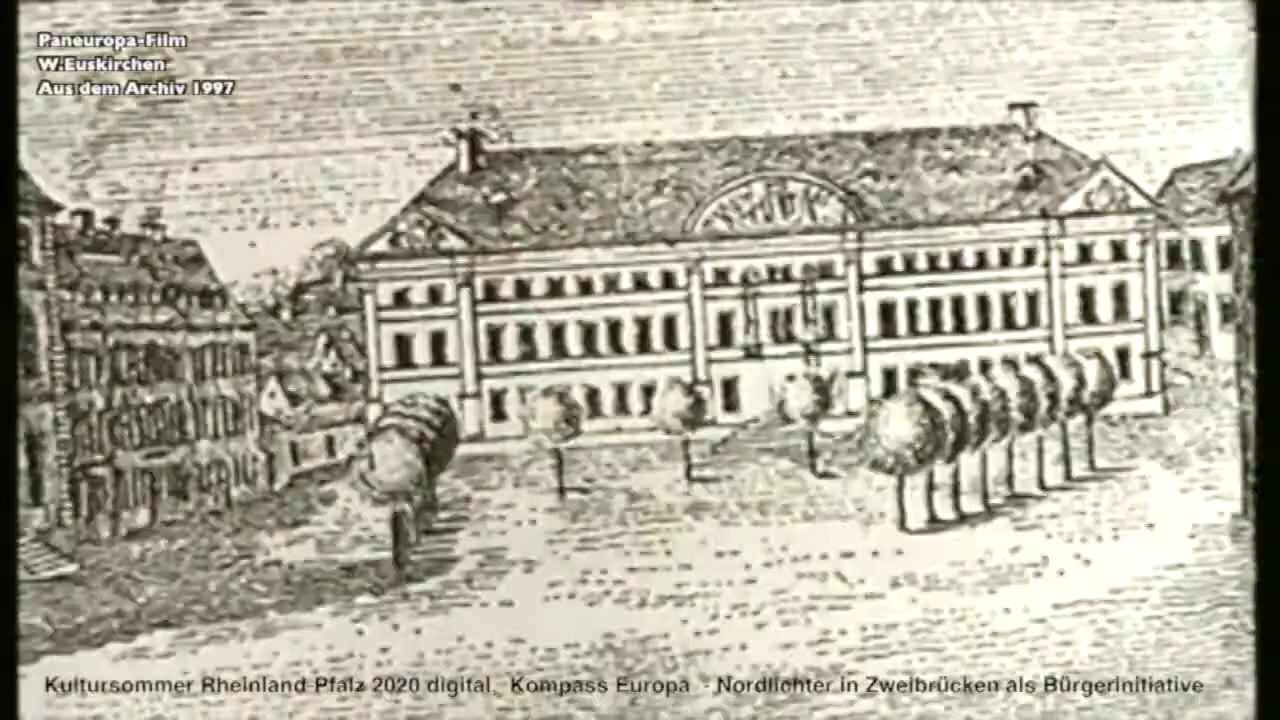 Paneuropa-Film
W.Euskirchen
Aus dem Archiv 1997
Kultursommer Rheinland-Pfalz 2020 digital, Kompass Europa - Nordlichter in Zweibrücken als Bürgerinitiative